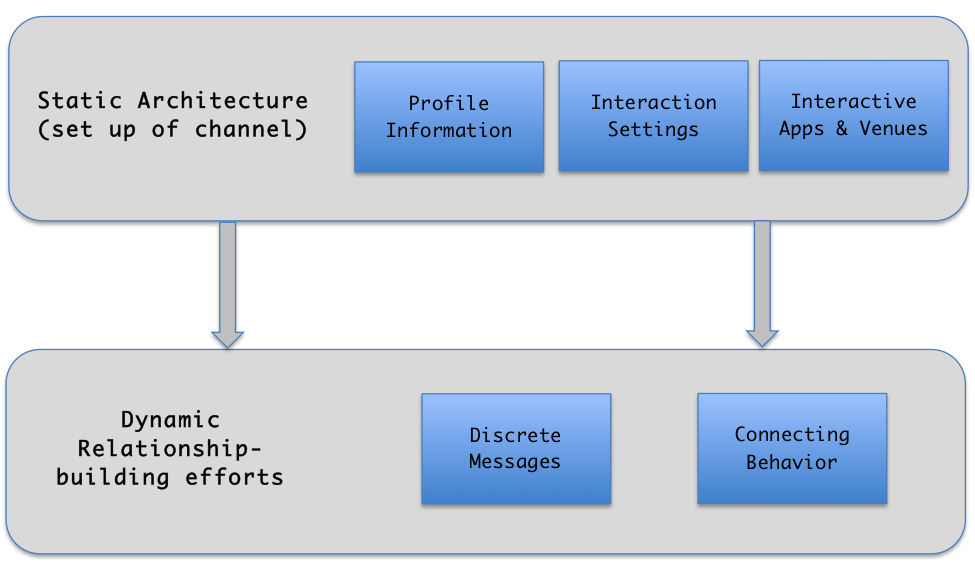 Static Architecture
(set up of channel)
Profile
Information
Interaction
Settings
Interactive
Apps & Venues
Dynamic
Relationship-
building efforts
Discrete
Messages
Connecting
Behavior